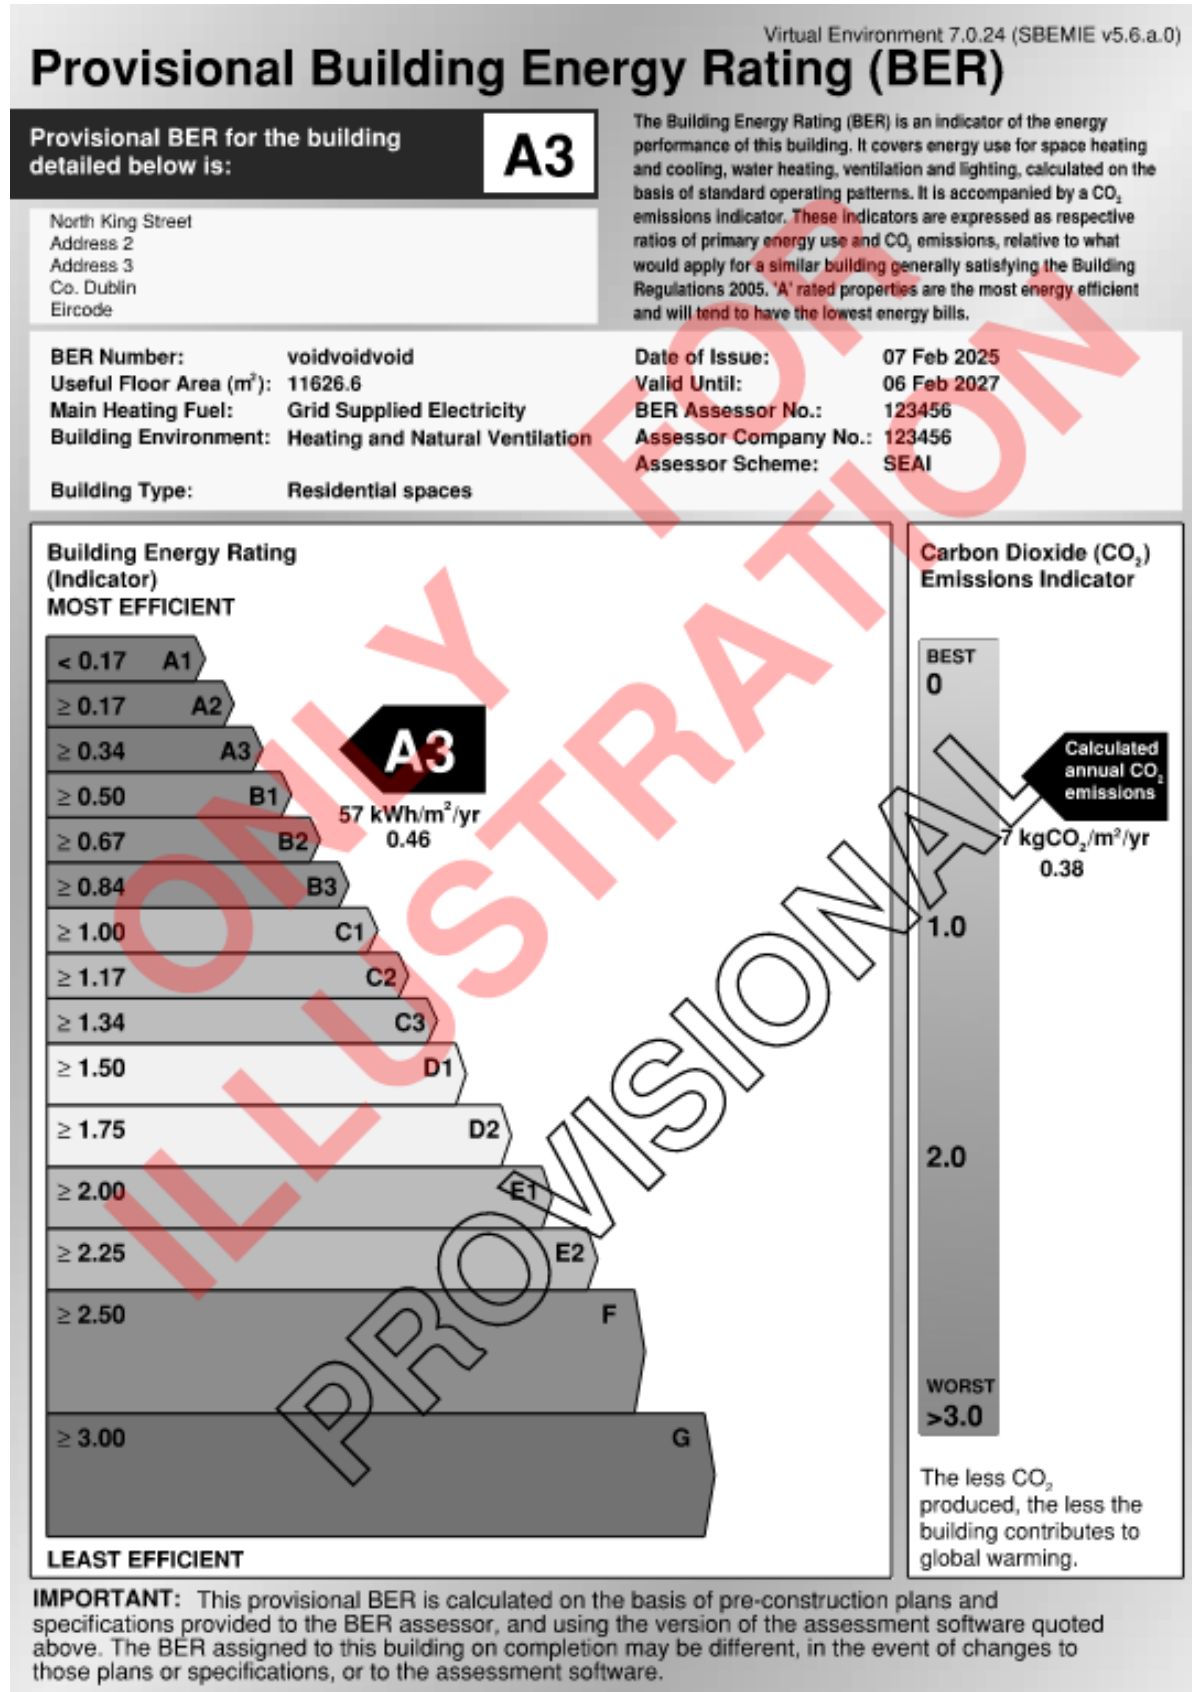 Virtual Environment 7.0.24 (SBEMIE v5.6.a.0)
Provisional Building Energy Rating (BER)
Provisional BER for the building
detailed below is:
A3
The Building Energy Rating (BER) is an indicator of the energy
performance of this building. It covers energy use for space heating
and cooling, water heating, ventilation and lighting, calculated on the
basis of standard operating patterns. It is accompanied by a CO₂
emissions indicator. These indicators are expressed as respective
ratios of primary energy use and CO₂ emissions, relative to what
would apply for a similar building generally satisfying the Building
Regulations 2005. 'A' rated properties are the most energy efficient
and will tend to have the lowest energy bills.
North King Street
Address 2
Address 3
Co. Dublin
Eircode
BER Number: voidvoidvoid
Useful Floor Area (m²): 11626.6
Main Heating Fuel: Grid Supplied Electricity
Building Environment: Heating and Natural Ventilation
Building Type: Residential spaces
Date of Issue: 07 Feb 2025
Valid Until: 06 Feb 2027
BER Assessor No.: 123456
Assessor Company No.: 123456
Assessor Scheme: SEAI
Building Energy Rating
(Indicator)
MOST EFFICIENT
< 0.17 A1
≥ 0.17 A2
≥ 0.34 A3
≥ 0.50 B1
≥ 0.67 B2
≥ 0.84 B3
≥ 1.00 C1
≥ 1.17 C2
≥ 1.34 C3
≥ 1.50 D1
≥ 1.75 D2
≥ 2.00 E1
≥ 2.25 E2
≥ 2.50 F
≥ 3.00 G
LEAST EFFICIENT
A3
57 kWh/m²/yr
0.46
Carbon Dioxide (CO₂)
Emissions Indicator
BEST
0
Calculated
annual CO₂
emissions
7 kgCO₂/m²/yr
0.38
1.0
2.0
WORST
>3.0
The less CO₂
produced, the less the
building contributes to
global warming.
PROVISIONAL
ONLY FOR
ILLUSTRATION
IMPORTANT: This provisional BER is calculated on the basis of pre-construction plans and
specifications provided to the BER assessor, and using the version of the assessment software quoted
above. The BER assigned to this building on completion may be different, in the event of changes to
those plans or specifications, or to the assessment software.